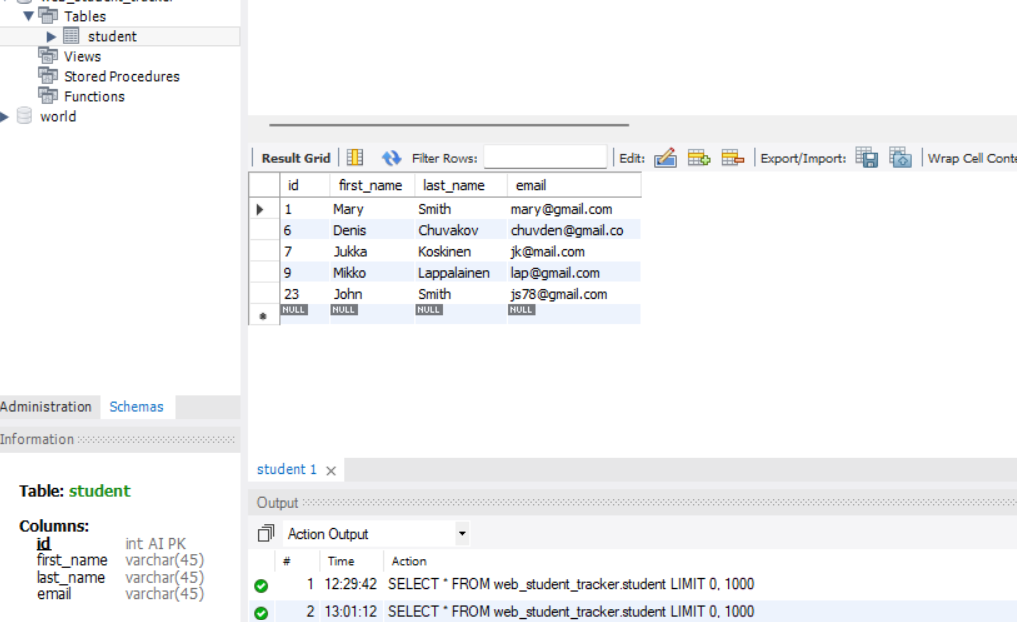 web_student_tracker
Tables
student
Views
Stored Procedures
Functions
world
Administration Schemas
Information
Table: student
Columns:
id int AI PK
first_name varchar(45)
last_name varchar(45)
email varchar(45)
Result Grid Filter Rows: Edit: Export/Import: Wrap Cell Conte
id first_name last_name email
1 Mary Smith mary@gmail.com
6 Denis Chuvakov chuvden@gmail.co
7 Jukka Koskinen jk@mail.com
9 Mikko Lappalainen lap@gmail.com
23 John Smith js78@gmail.com
NULL NULL NULL NULL
student 1
Output
Action Output
# Time Action
1 12:29:42 SELECT * FROM web_student_tracker.student LIMIT 0, 1000
2 13:01:12 SELECT * FROM web_student_tracker.student LIMIT 0, 1000